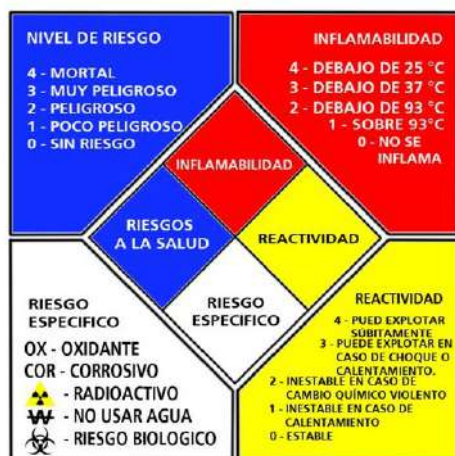 NIVEL DE RIESGO
4 - MORTAL
3 - MUY PELIGROSO
2 - PELIGROSO
1 - POCO PELIGROSO
0 - SIN RIESGO
INFLAMABILIDAD
4 - DEBAJO DE 25 °C
3 - DEBAJO DE 37 °C
2 - DEBAJO DE 93 °C
1 - SOBRE 93°C
0 - NO SE
INFLAMA
INFLAMABILIDAD
RIESGOS
A LA SALUD
REACTIVIDAD
RIESGO
ESPECIFICO
RIESGO
ESPECIFICO
OX - OXIDANTE
COR - CORROSIVO
- RADIOACTIVO
W - NO USAR AGUA
- RIESGO BIOLOGICO
REACTIVIDAD
4 - PUED EXPLOTAR
SÚBITAMENTE
3 - PUEDE EXPLOTAR EN
CASO DE CHOQUE O
CALENTAMIENTO.
2 - INESTABLE EN CASO DE
CAMBIO QUÍMICO VIOLENTO
1 - INESTABLE EN CASO DE
CALENTAMIENTO
0 - ESTABLE